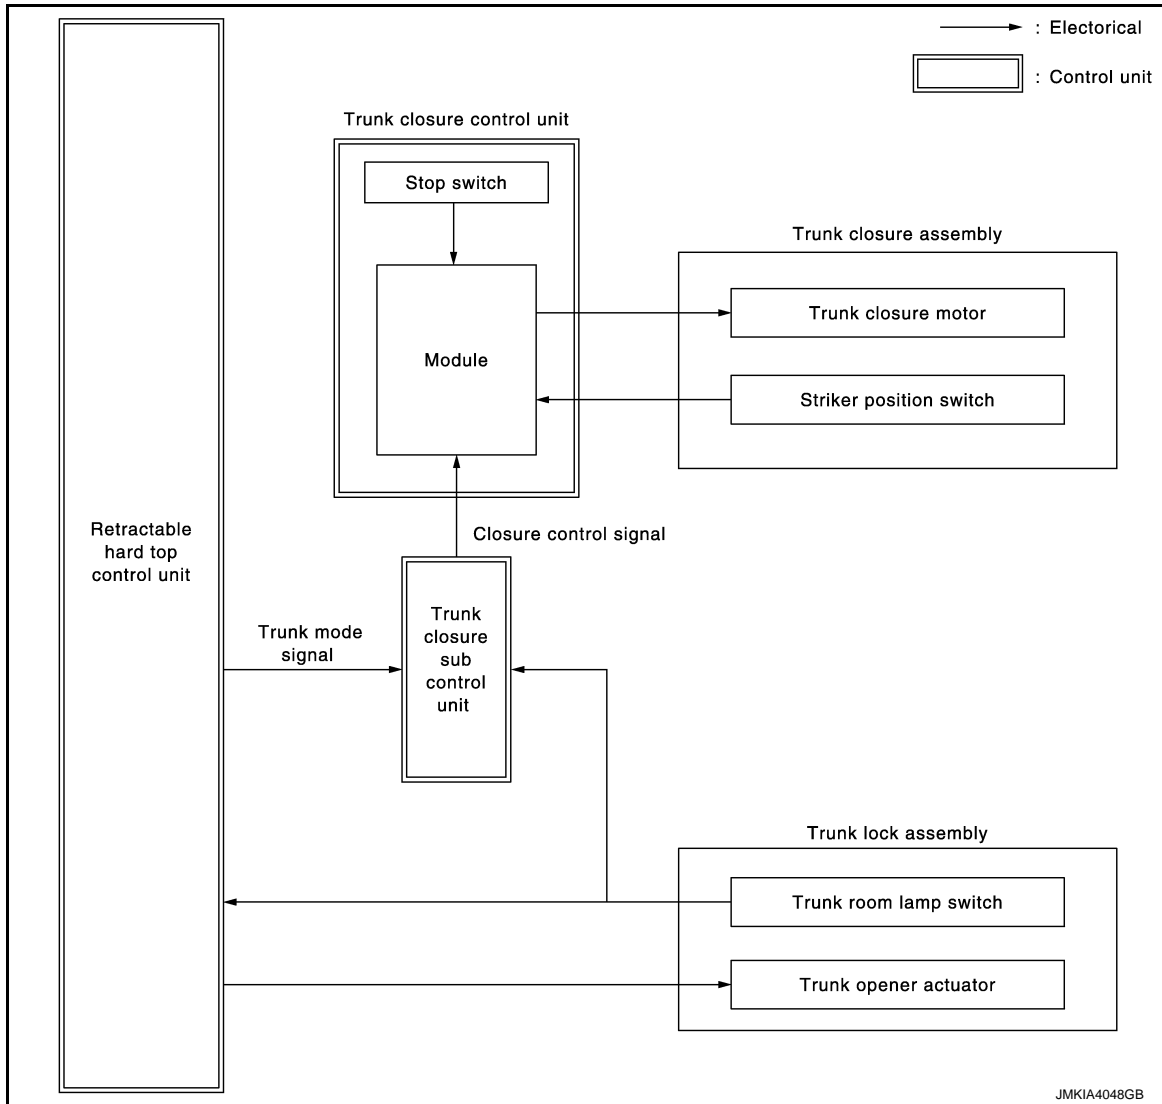 : Electorical
: Control unit
Trunk closure control unit
Stop switch
Trunk closure assembly
Trunk closure motor
Module
Striker position switch
Retractable
hard top
control unit
Closure control signal
Trunk mode
signal
Trunk
closure
sub
control
unit
Trunk lock assembly
Trunk room lamp switch
Trunk opener actuator
JMKIA4048GB